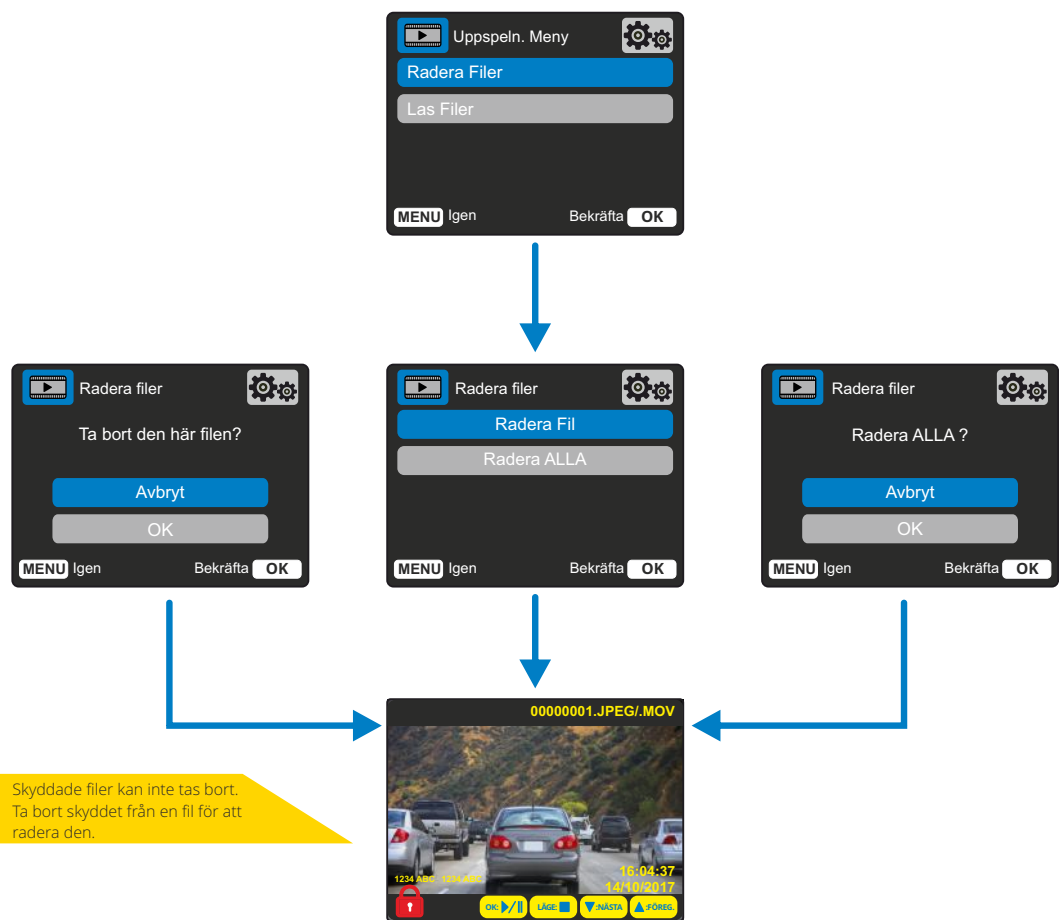 Uppspeln. Meny
Radera Filer
Las Filer
MENU Igen Bekräfta OK
Radera filer
Ta bort den här filen?
Avbryt
OK
MENU Igen Bekräfta OK
Radera filer
Radera Fil
Radera ALLA
MENU Igen Bekräfta OK
Radera filer
Radera ALLA ?
Avbryt
OK
MENU Igen Bekräfta OK
00000001.JPEG/.MOV
Skyddade filer kan inte tas bort.
Ta bort skyddet från en fil för att
radera den.
16:04:37
1234 ABC 1234 ABC
14/10/2017
OK: LÄGE: :NÄSTA :FÖREG.